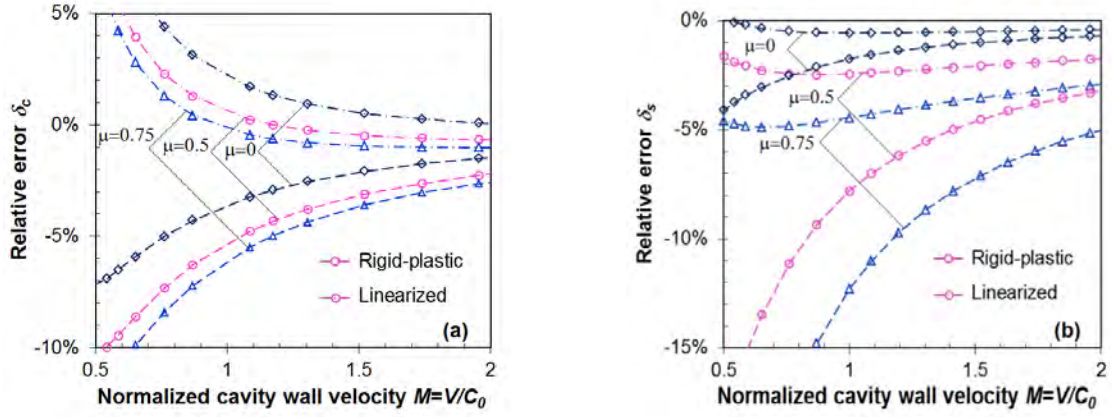 5%
0%
-5%
-10%
Relative error δc
μ=0.75
μ=0.5
μ=0
Rigid-plastic
Linearized
(a)
0.5
1
1.5
2
Normalized cavity wall velocity M=V/C0
0%
-5%
-10%
-15%
Relative error δs
μ=0
μ=0.5
μ=0.75
Rigid-plastic
Linearized
(b)
0.5
1
1.5
2
Normalized cavity wall velocity M=V/C0